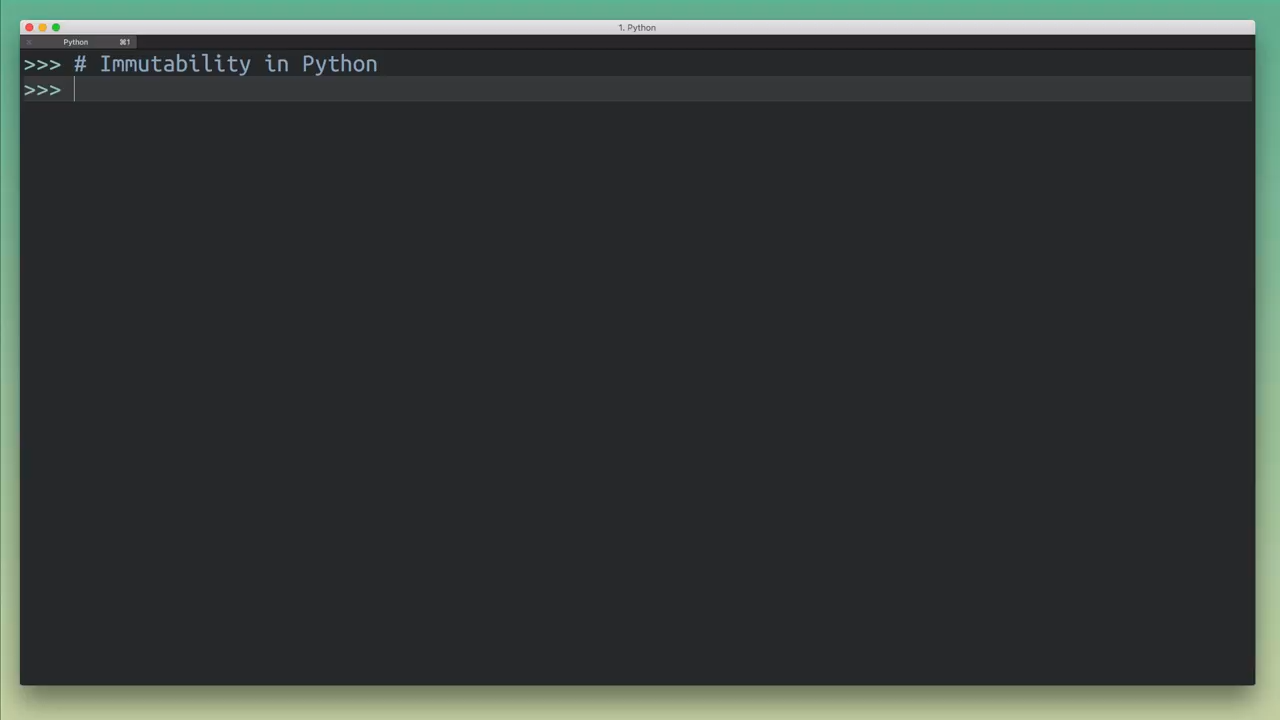 1. Python
Python ⌘1
>>> # Immutability in Python
>>>